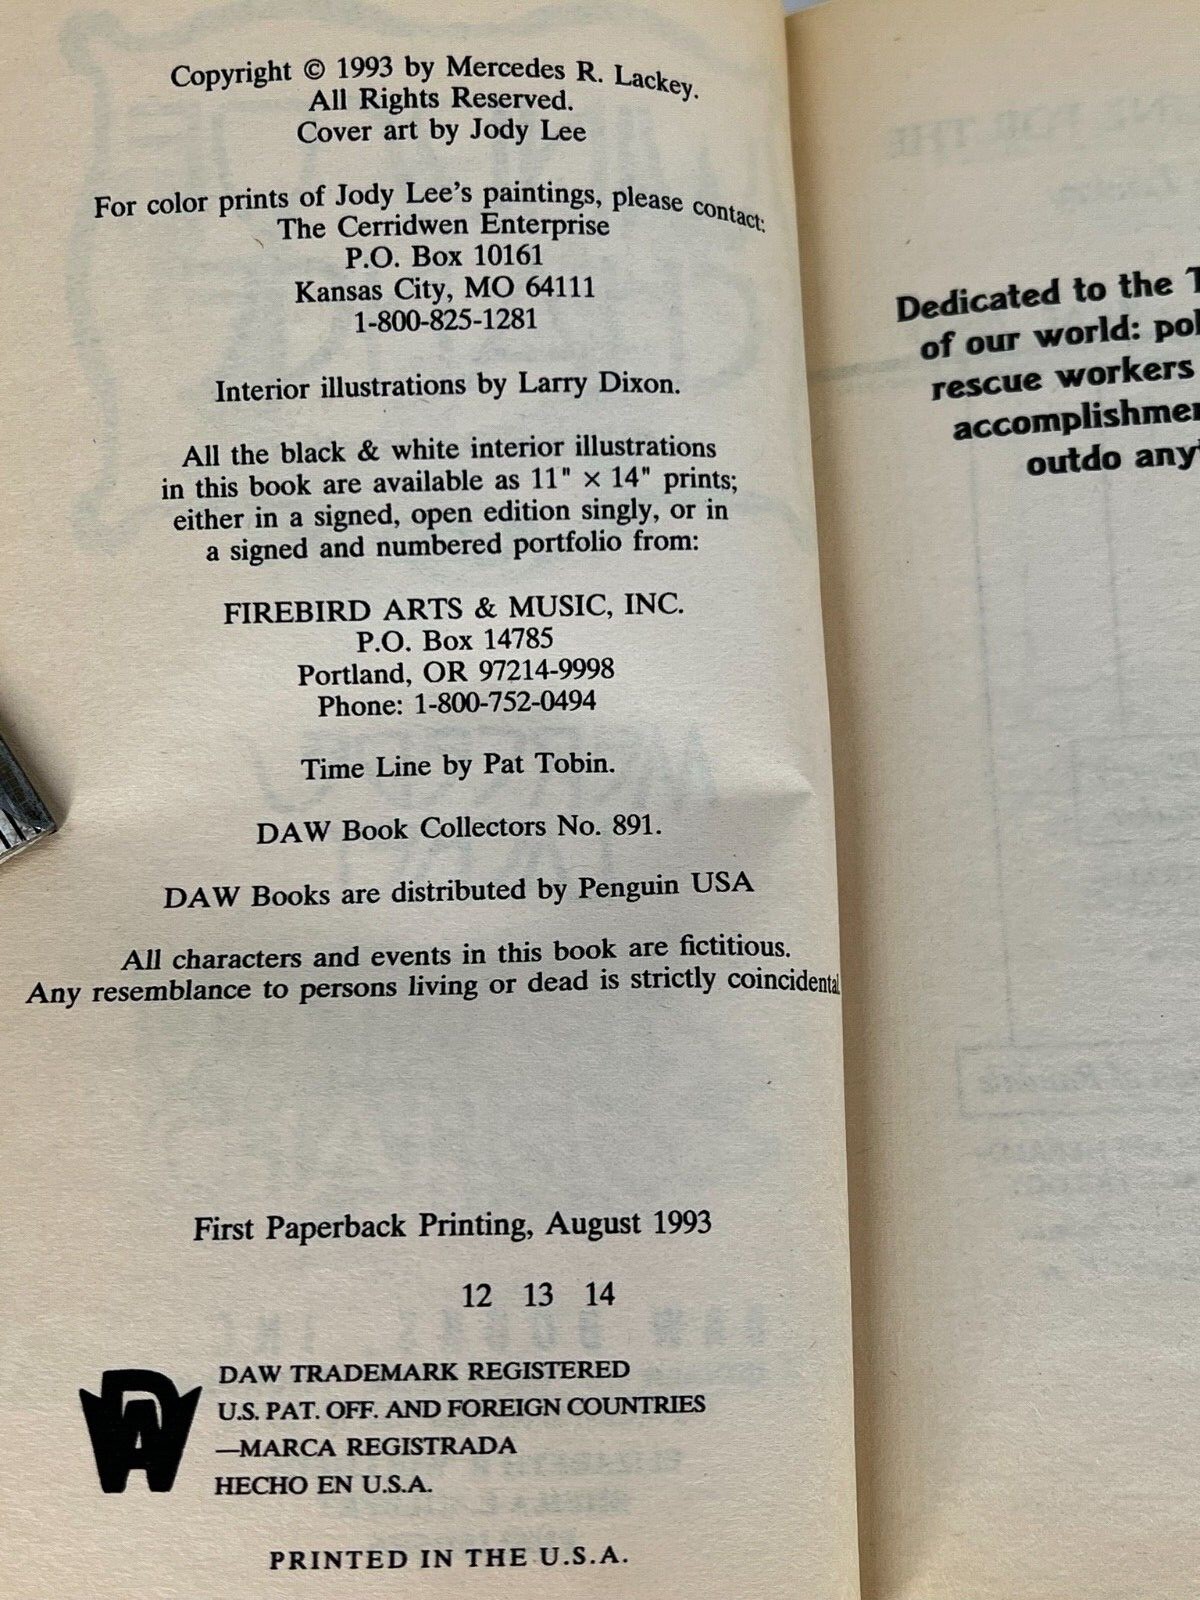 Copyright © 1993 by Mercedes R. Lackey.
All Rights Reserved.
Cover art by Jody Lee
For color prints of Jody Lee's paintings, please contact:
The Cerridwen Enterprise
P.O. Box 10161
Kansas City, MO 64111
1-800-825-1281
Interior illustrations by Larry Dixon.
All the black & white interior illustrations
in this book are available as 11" × 14" prints;
either in a signed, open edition singly, or in
a signed and numbered portfolio from:
FIREBIRD ARTS & MUSIC, INC.
P.O. Box 14785
Portland, OR 97214-9998
Phone: 1-800-752-0494
Time Line by Pat Tobin.
DAW Book Collectors No. 891.
DAW Books are distributed by Penguin USA
All characters and events in this book are fictitious.
Any resemblance to persons living or dead is strictly coincidental
First Paperback Printing, August 1993
12 13 14
DAW
DAW TRADEMARK REGISTERED
U.S. PAT. OFF. AND FOREIGN COUNTRIES
—MARCA REGISTRADA
HECHO EN U.S.A.
PRINTED IN THE U.S.A.
Dedicated to the
of our world:
rescue workers
outdo